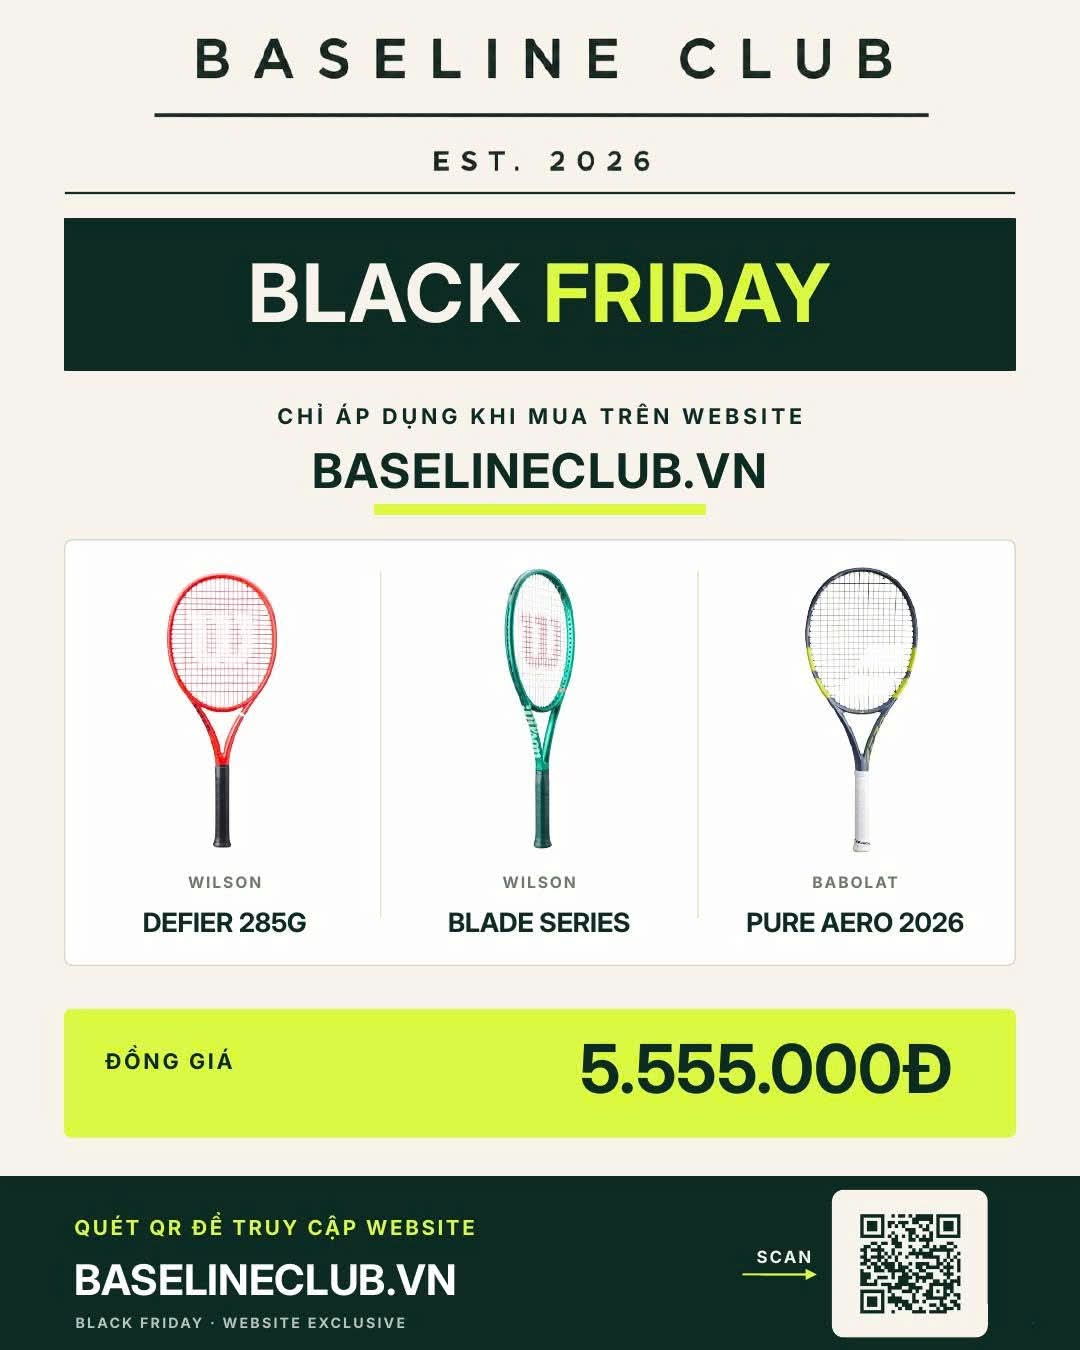 BASELINE CLUB
EST. 2026
BLACK FRIDAY
CHỈ ÁP DỤNG KHI MUA TRÊN WEBSITE
BASELINECLUB.VN
WILSON
DEFIER 285G
WILSON
BLADE SERIES
BABOLAT
PURE AERO 2026
ĐỒNG GIÁ
5.555.000Đ
QUÉT QR ĐỂ TRUY CẬP WEBSITE
BASELINECLUB.VN
BLACK FRIDAY · WEBSITE EXCLUSIVE
SCAN